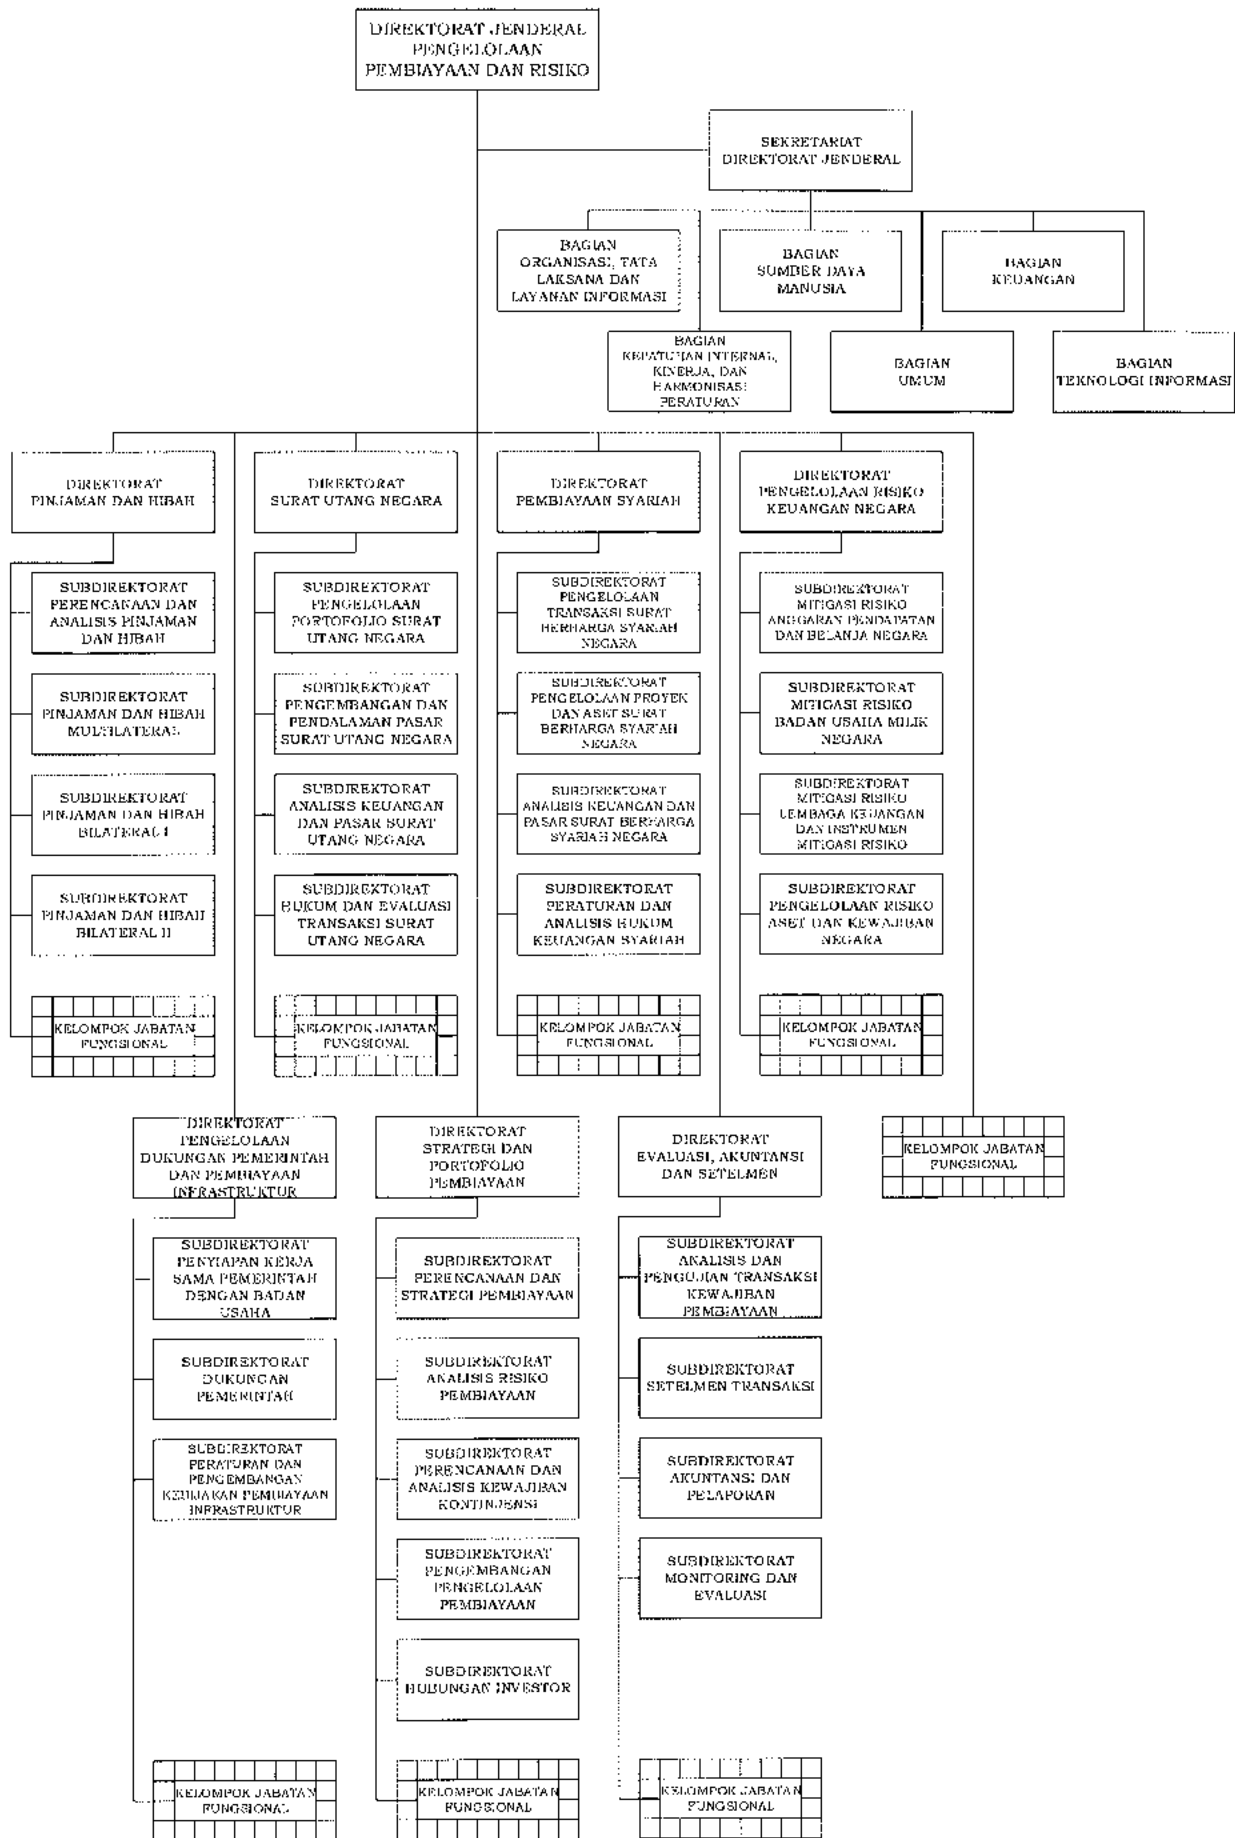 DIREKTORAT JENDERAL
PENGELOLAAN
PEMBIAYAAN DAN RISIKO
SEKRETARIAT
DIREKTORAT JENDERAL
BAGIAN
ORGANISASI, TATA
LAKSANA DAN
LAYANAN INFORMASI
BAGIAN
SUMBER DAYA
MANUSIA
BAGIAN
KEUANGAN
BAGIAN
KEPATUHAN INTERNAL,
KINERJA, DAN
HARMONISASI
PERATURAN
BAGIAN
UMUM
BAGIAN
TEKNOLOGI INFORMASI
DIREKTORAT
PINJAMAN DAN HIBAH
DIREKTORAT
SURAT UTANG NEGARA
DIREKTORAT
PEMBIAYAAN SYARIAH
DIREKTORAT
PENGELOLAAN RISIKO
KEUANGAN NEGARA
SUBDIREKTORAT
PERENCANAAN DAN
ANALISIS PINJAMAN
DAN HIBAH
SUBDIREKTORAT
PENGELOLAAN
PORTOFOLIO SURAT
UTANG NEGARA
SUBDIREKTORAT
PENGELOLAAN
TRANSAKSI SURAT
BERHARGA SYARIAH
NEGARA
SUBDIREKTORAT
MITIGASI RISIKO
ANGGARAN PENDAPATAN
DAN BELANJA NEGARA
SUBDIREKTORAT
PINJAMAN DAN HIBAH
MULTILATERAL
SUBDIREKTORAT
PENGEMBANGAN DAN
PENDALAMAN PASAR
SURAT UTANG NEGARA
SUBDIREKTORAT
PENGELOLAAN PROYEK
DAN ASET SURAT
BERHARGA SYARIAH
NEGARA
SUBDIREKTORAT
MITIGASI RISIKO
BADAN USAHA MILIK
NEGARA
SUBDIREKTORAT
PINJAMAN DAN HIBAH
BILATERAL I
SUBDIREKTORAT
ANALISIS KEUANGAN
DAN PASAR SURAT
UTANG NEGARA
SUBDIREKTORAT
ANALISIS KEUANGAN DAN
PASAR SURAT BERHARGA
SYARIAH NEGARA
SUBDIREKTORAT
MITIGASI RISIKO
LEMBAGA KEUANGAN
DAN INSTRUMEN
MITIGASI RISIKO
SUBDIREKTORAT
PINJAMAN DAN HIBAH
BILATERAL II
SUBDIREKTORAT
HUKUM DAN EVALUASI
TRANSAKSI SURAT
UTANG NEGARA
SUBDIREKTORAT
PERATURAN DAN
ANALISIS HUKUM
KEUANGAN SYARIAH
SUBDIREKTORAT
PENGELOLAAN RISIKO
ASET DAN KEWAJIBAN
NEGARA
KELOMPOK JABATAN
FUNGSIONAL
KELOMPOK JABATAN
FUNGSIONAL
KELOMPOK JABATAN
FUNGSIONAL
KELOMPOK JABATAN
FUNGSIONAL
DIREKTORAT
PENGELOLAAN
DUKUNGAN PEMERINTAH
DAN PEMBIAYAAN
INFRASTRUKTUR
DIREKTORAT
STRATEGI DAN
PORTOFOLIO
PEMBIAYAAN
DIREKTORAT
EVALUASI, AKUNTANSI
DAN SETELMEN
KELOMPOK JABATAN
FUNGSIONAL
SUBDIREKTORAT
PENYIAPAN KERJA
SAMA PEMERINTAH
DENGAN BADAN
USAHA
SUBDIREKTORAT
PERENCANAAN DAN
STRATEGI PEMBIAYAAN
SUBDIREKTORAT
ANALISIS DAN
PENGUJIAN TRANSAKSI
KEWAJIBAN
PEMBIAYAAN
SUBDIREKTORAT
DUKUNGAN
PEMERINTAH
SUBDIREKTORAT
ANALISIS RISIKO
PEMBIAYAAN
SUBDIREKTORAT
SETELMEN TRANSAKSI
SUBDIREKTORAT
PERATURAN DAN
PENGEMBANGAN
KEBIJAKAN PEMBIAYAAN
INFRASTRUKTUR
SUBDIREKTORAT
PERENCANAAN DAN
ANALISIS KEWAJIBAN
KONTINJENSI
SUBDIREKTORAT
AKUNTANSI DAN
PELAPORAN
SUBDIREKTORAT
PENGEMBANGAN
PENGELOLAAN
PEMBIAYAAN
SUBDIREKTORAT
MONITORING DAN
EVALUASI
SUBDIREKTORAT
HUBUNGAN INVESTOR
KELOMPOK JABATAN
FUNGSIONAL
KELOMPOK JABATAN
FUNGSIONAL
KELOMPOK JABATAN
FUNGSIONAL